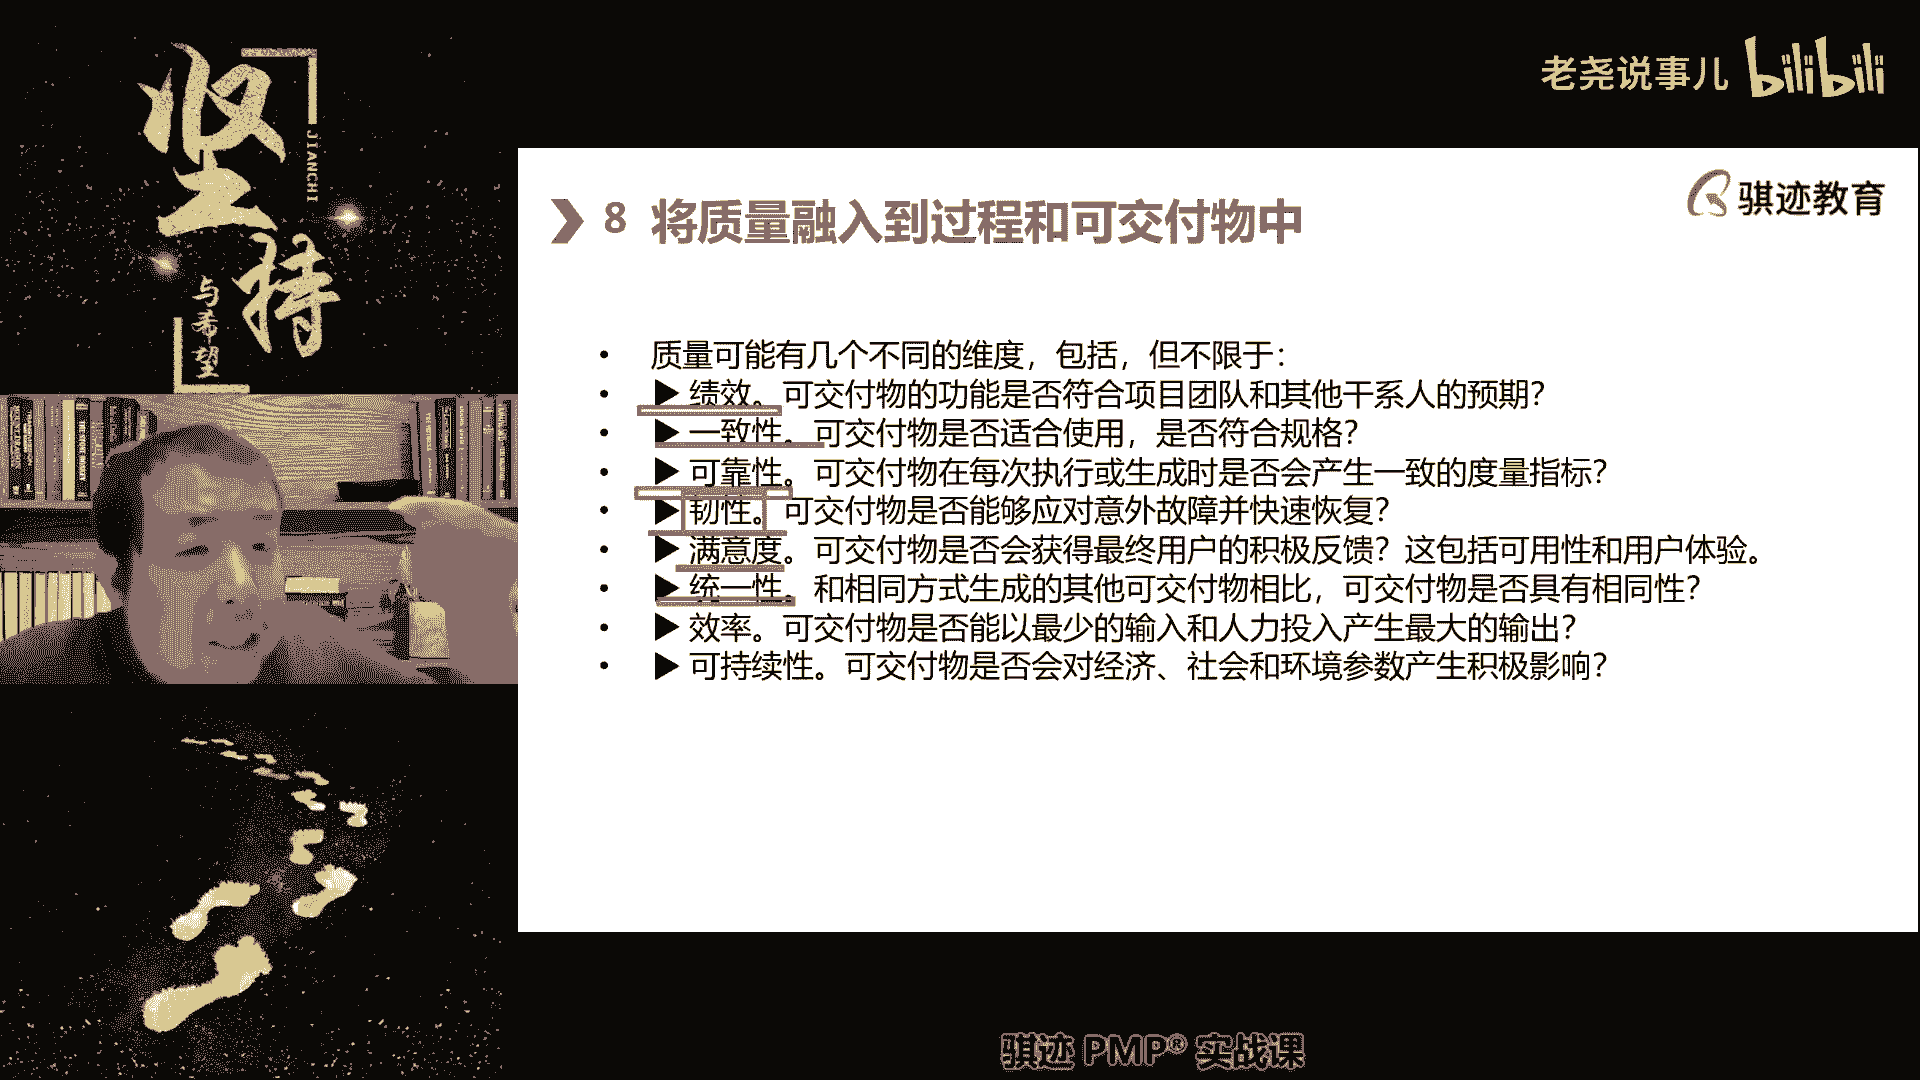 坚持
JIANCHI
与希望
老尧说事儿 bilibili
骐迹教育
8 将质量融入到过程和可交付物中
• 质量可能有几个不同的维度，包括，但不限于：
• ▶ 绩效。可交付物的功能是否符合项目团队和其他干系人的预期？
• ▶ 一致性。可交付物是否适合使用，是否符合规格？
• ▶ 可靠性。可交付物在每次执行或生成时是否会产生一致的度量指标？
• ▶ 韧性。可交付物是否能够应对意外故障并快速恢复？
• ▶ 满意度。可交付物是否会获得最终用户的积极反馈？这包括可用性和用户体验。
• ▶ 统一性。和相同方式生成的其他可交付物相比，可交付物是否具有相同性？
• ▶ 效率。可交付物是否能以最少的输入和人力投入产生最大的输出？
• ▶ 可持续性。可交付物是否会对经济、社会和环境参数产生积极影响？
骐迹 PMP® 实战课